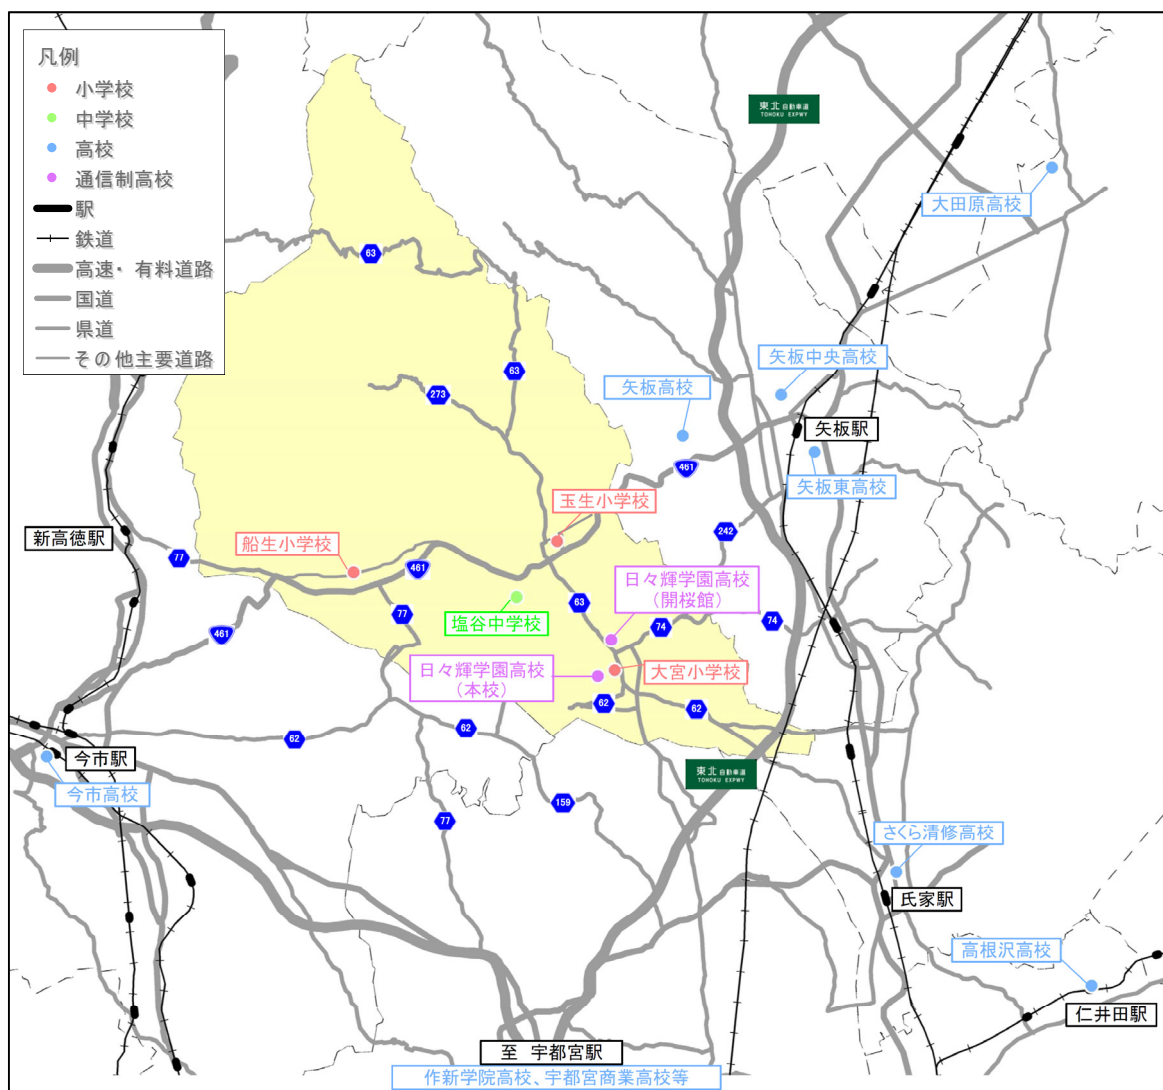 凡例
小学校
中学校
高校
通信制高校
駅
鉄道
高速・有料道路
国道
県道
その他主要道路
東北自動車道
TOHOKU EXPWY
大田原高校
63
63
273
矢板中央高校
矢板高校
矢板駅
461
矢板東高校
玉生小学校
新高徳駅
船生小学校
242
77
461
日々輝学園高校
(開桜館)
63
77
塩谷中学校
74
74
461
日々輝学園高校
(本校)
大宮小学校
62
62
62
62
今市駅
東北自動車道
TOHOKU EXPWY
今市高校
159
77
さくら清修高校
氏家駅
高根沢高校
仁井田駅
至 宇都宮駅
作新学院高校、宇都宮商業高校等